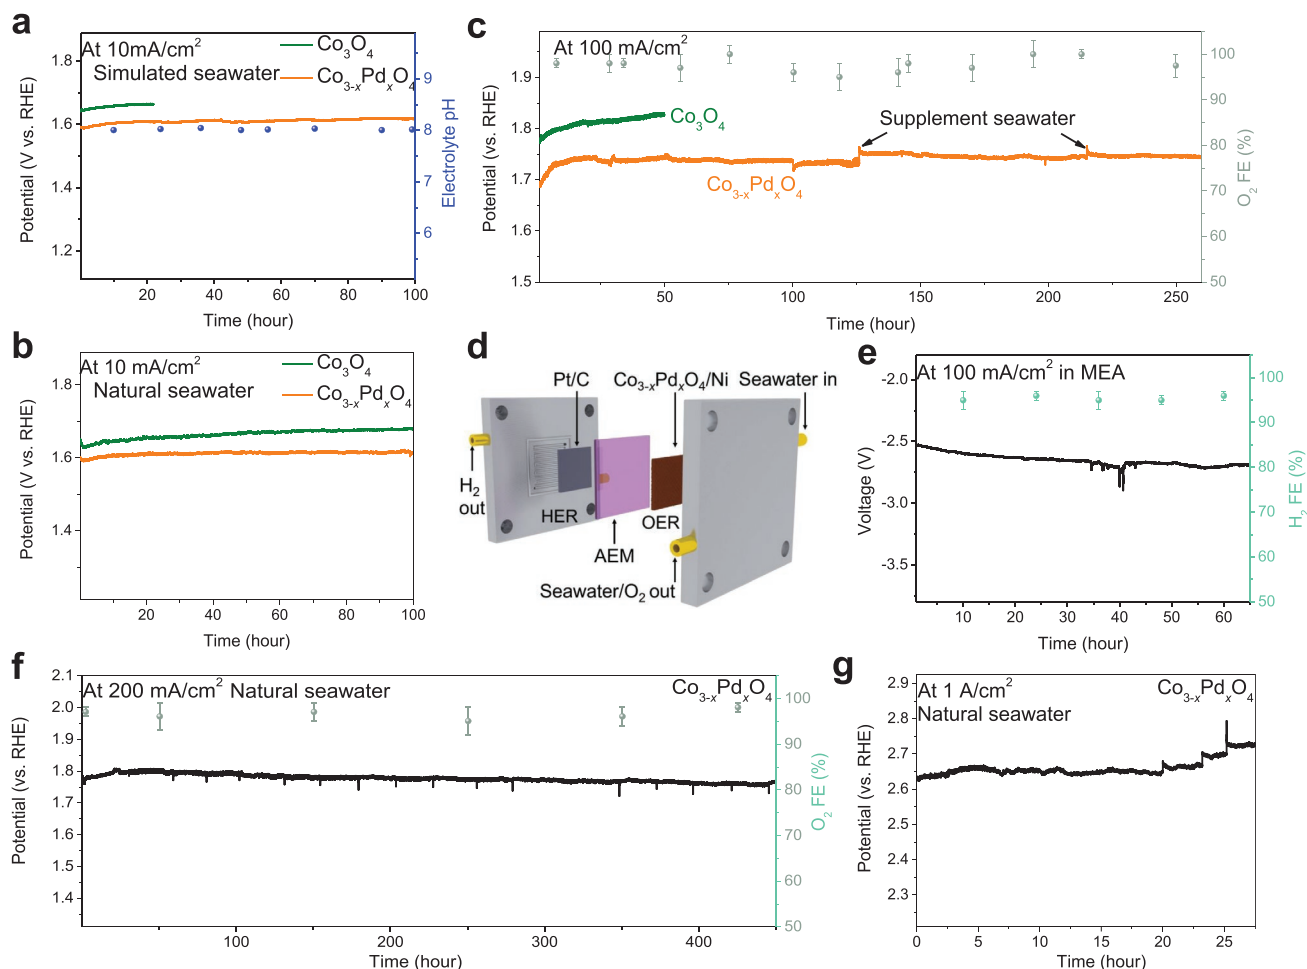 a
At 10mA/cm²
Simulated seawater
Co₃O₄
Co₃₋ₓPdₓO₄
Potential (V vs. RHE)
1.8
1.6
1.4
1.2
Electrolyte pH
9
8
7
6
20 40 60 80 100
Time (hour)
b
At 10 mA/cm²
Natural seawater
Co₃O₄
Co₃₋ₓPdₓO₄
Potential (V vs. RHE)
1.8
1.6
1.4
20 40 60 80 100
Time (hour)
c
At 100 mA/cm²
Co₃O₄
Co₃₋ₓPdₓO₄
Supplement seawater
Potential (vs. RHE)
1.9
1.8
1.7
1.6
1.5
O₂ FE (%)
100
90
80
70
60
50
50 100 150 200 250
Time (hour)
d
Pt/C
Co₃₋ₓPdₓO₄/Ni
Seawater in
H₂
out
HER
OER
AEM
Seawater/O₂ out
e
At 100 mA/cm² in MEA
Voltage (V)
-2.0
-2.5
-3.0
-3.5
H₂ FE (%)
100
90
80
70
60
50
10 20 30 40 50 60
Time (hour)
f
At 200 mA/cm² Natural seawater
Co₃₋ₓPdₓO₄
Potential (vs. RHE)
2.1
2.0
1.9
1.8
1.7
1.6
1.5
1.4
O₂ FE (%)
100
90
80
70
60
50
100 200 300 400
Time (hour)
g
At 1 A/cm²
Natural seawater
Co₃₋ₓPdₓO₄
Potential (vs. RHE)
2.9
2.8
2.7
2.6
2.5
2.4
2.3
0 5 10 15 20 25
Time (hour)